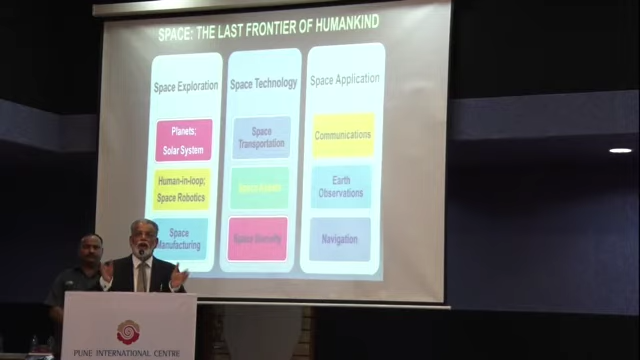 SPACE: THE LAST FRONTIER OF HUMANKIND
Space Exploration
Planets;
Solar System
Human-in-loop;
Space Robotics
Space
Manufacturing
Space Technology
Space
Transportation
Space
Space Security
Space Application
Communications
Earth
Observations
Navigation
PUNE INTERNATIONAL CENTRE